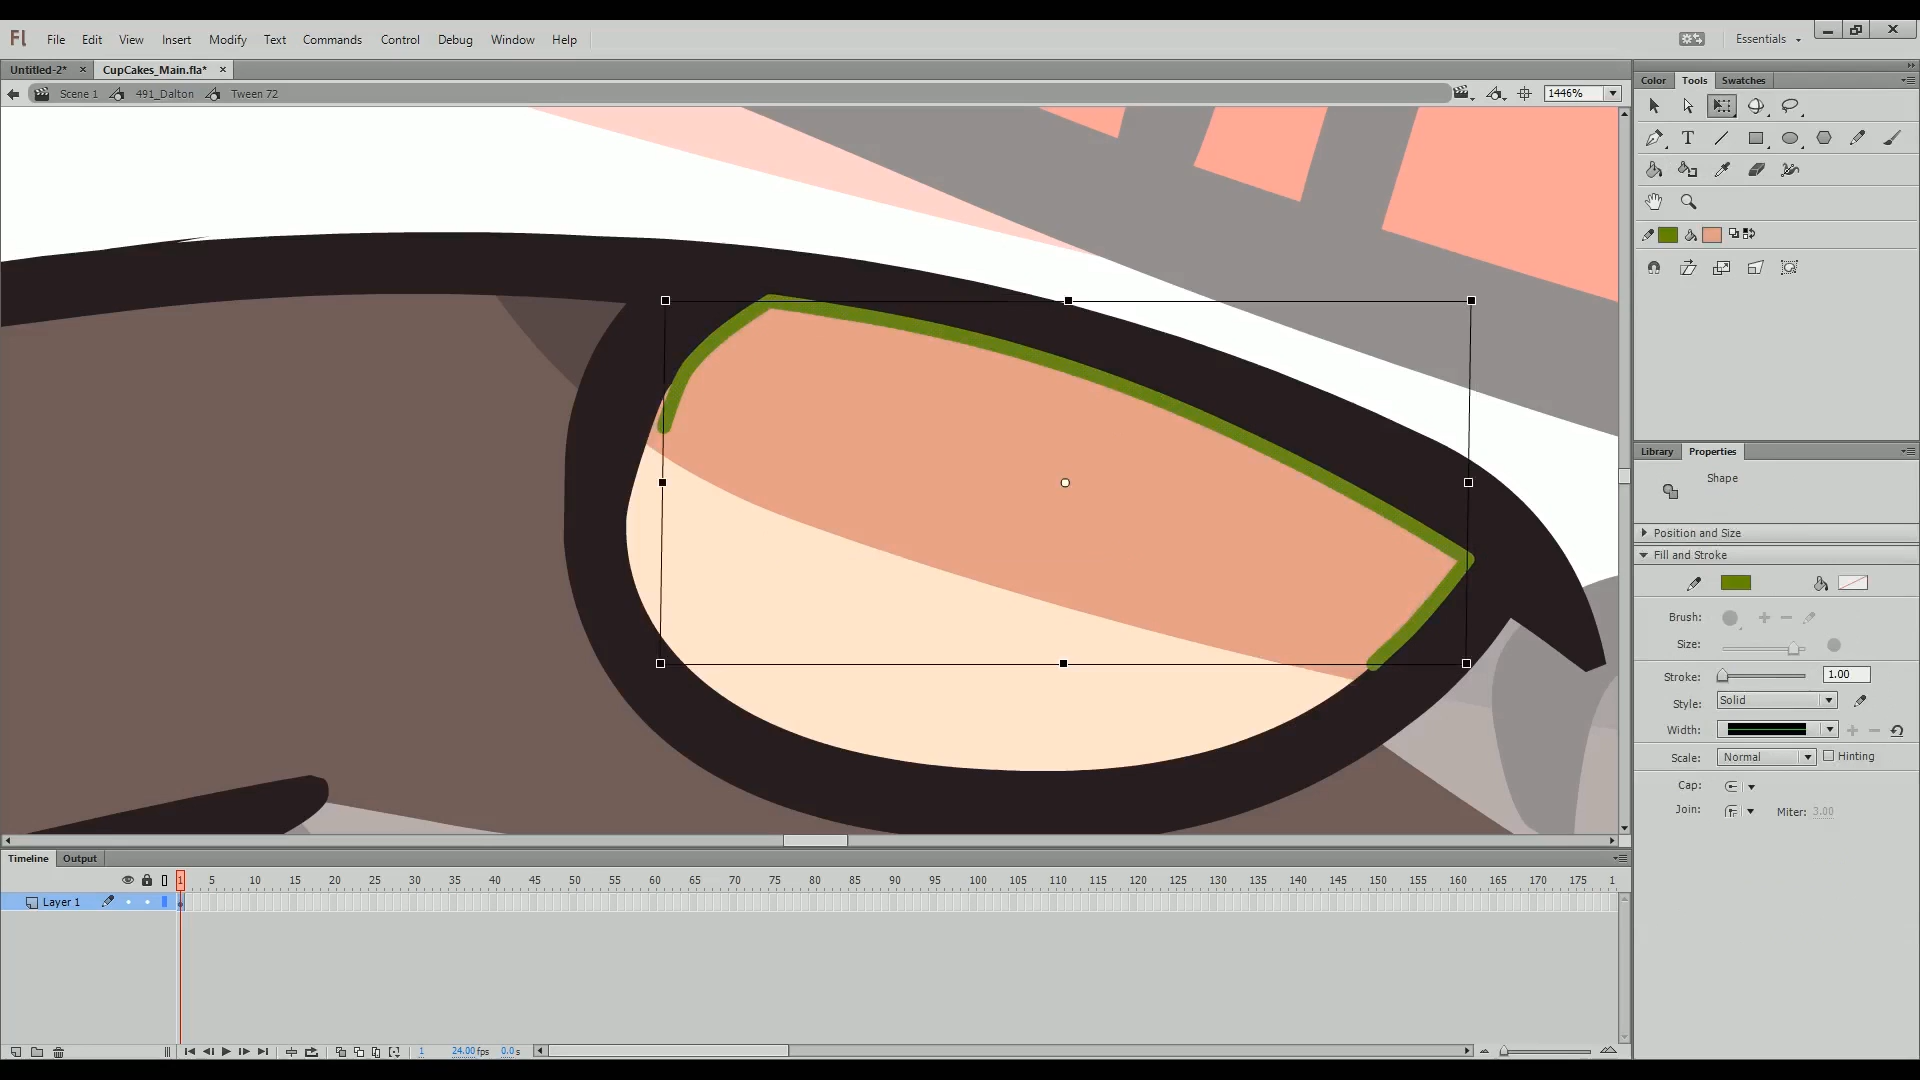 Fl File Edit View Insert Modify Text Commands Control Debug Window Help Essentials
Untitled-2* × CupCakes_Main.fla* ×
Scene 1 491_Dalton Tween 72 1446%
Color Tools Swatches
T
Library Properties
Shape
Position and Size
Fill and Stroke
Brush:
Size:
Stroke: 1.00
Style: Solid
Width:
Scale: Normal Hinting
Cap:
Join: Miter: 3.00
Timeline Output
1 5 10 15 20 25 30 35 40 45 50 55 60 65 70 75 80 85 90 95 100 105 110 115 120 125 130 135 140 145 150 155 160 165 170 175 1
Layer 1
1 24.00 fps 0.0 s